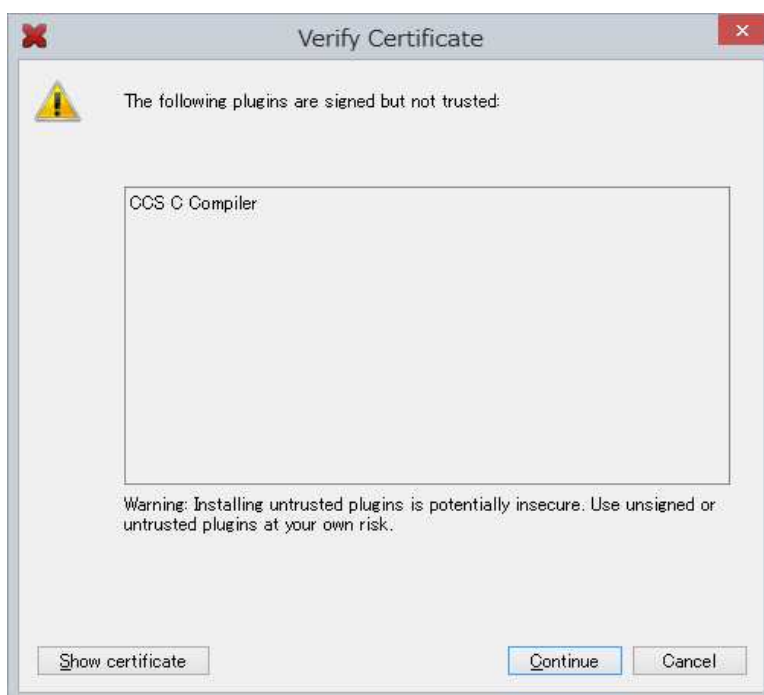 Verify Certificate
The following plugins are signed but not trusted:
CCS C Compiler
Warning: Installing untrusted plugins is potentially insecure. Use unsigned or
untrusted plugins at your own risk.
Show certificate
Continue
Cancel